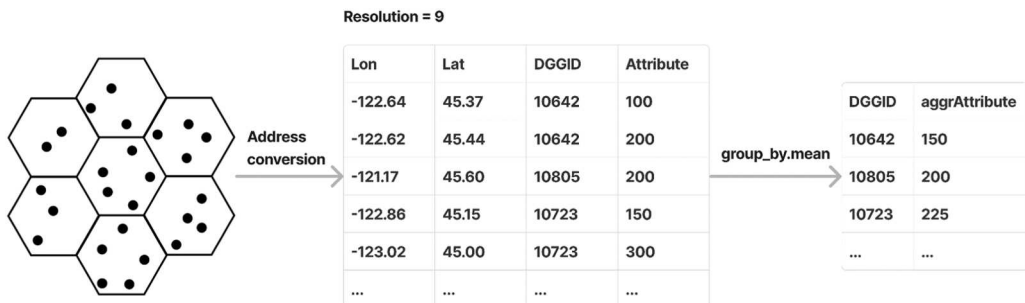 Resolution = 9
Address
conversion
Lon Lat DGGID Attribute
-122.64 45.37 10642 100
-122.62 45.44 10642 200
-121.17 45.60 10805 200
-122.86 45.15 10723 150
-123.02 45.00 10723 300
... ... ... ...
group_by.mean
DGGID aggrAttribute
10642 150
10805 200
10723 225
... ...